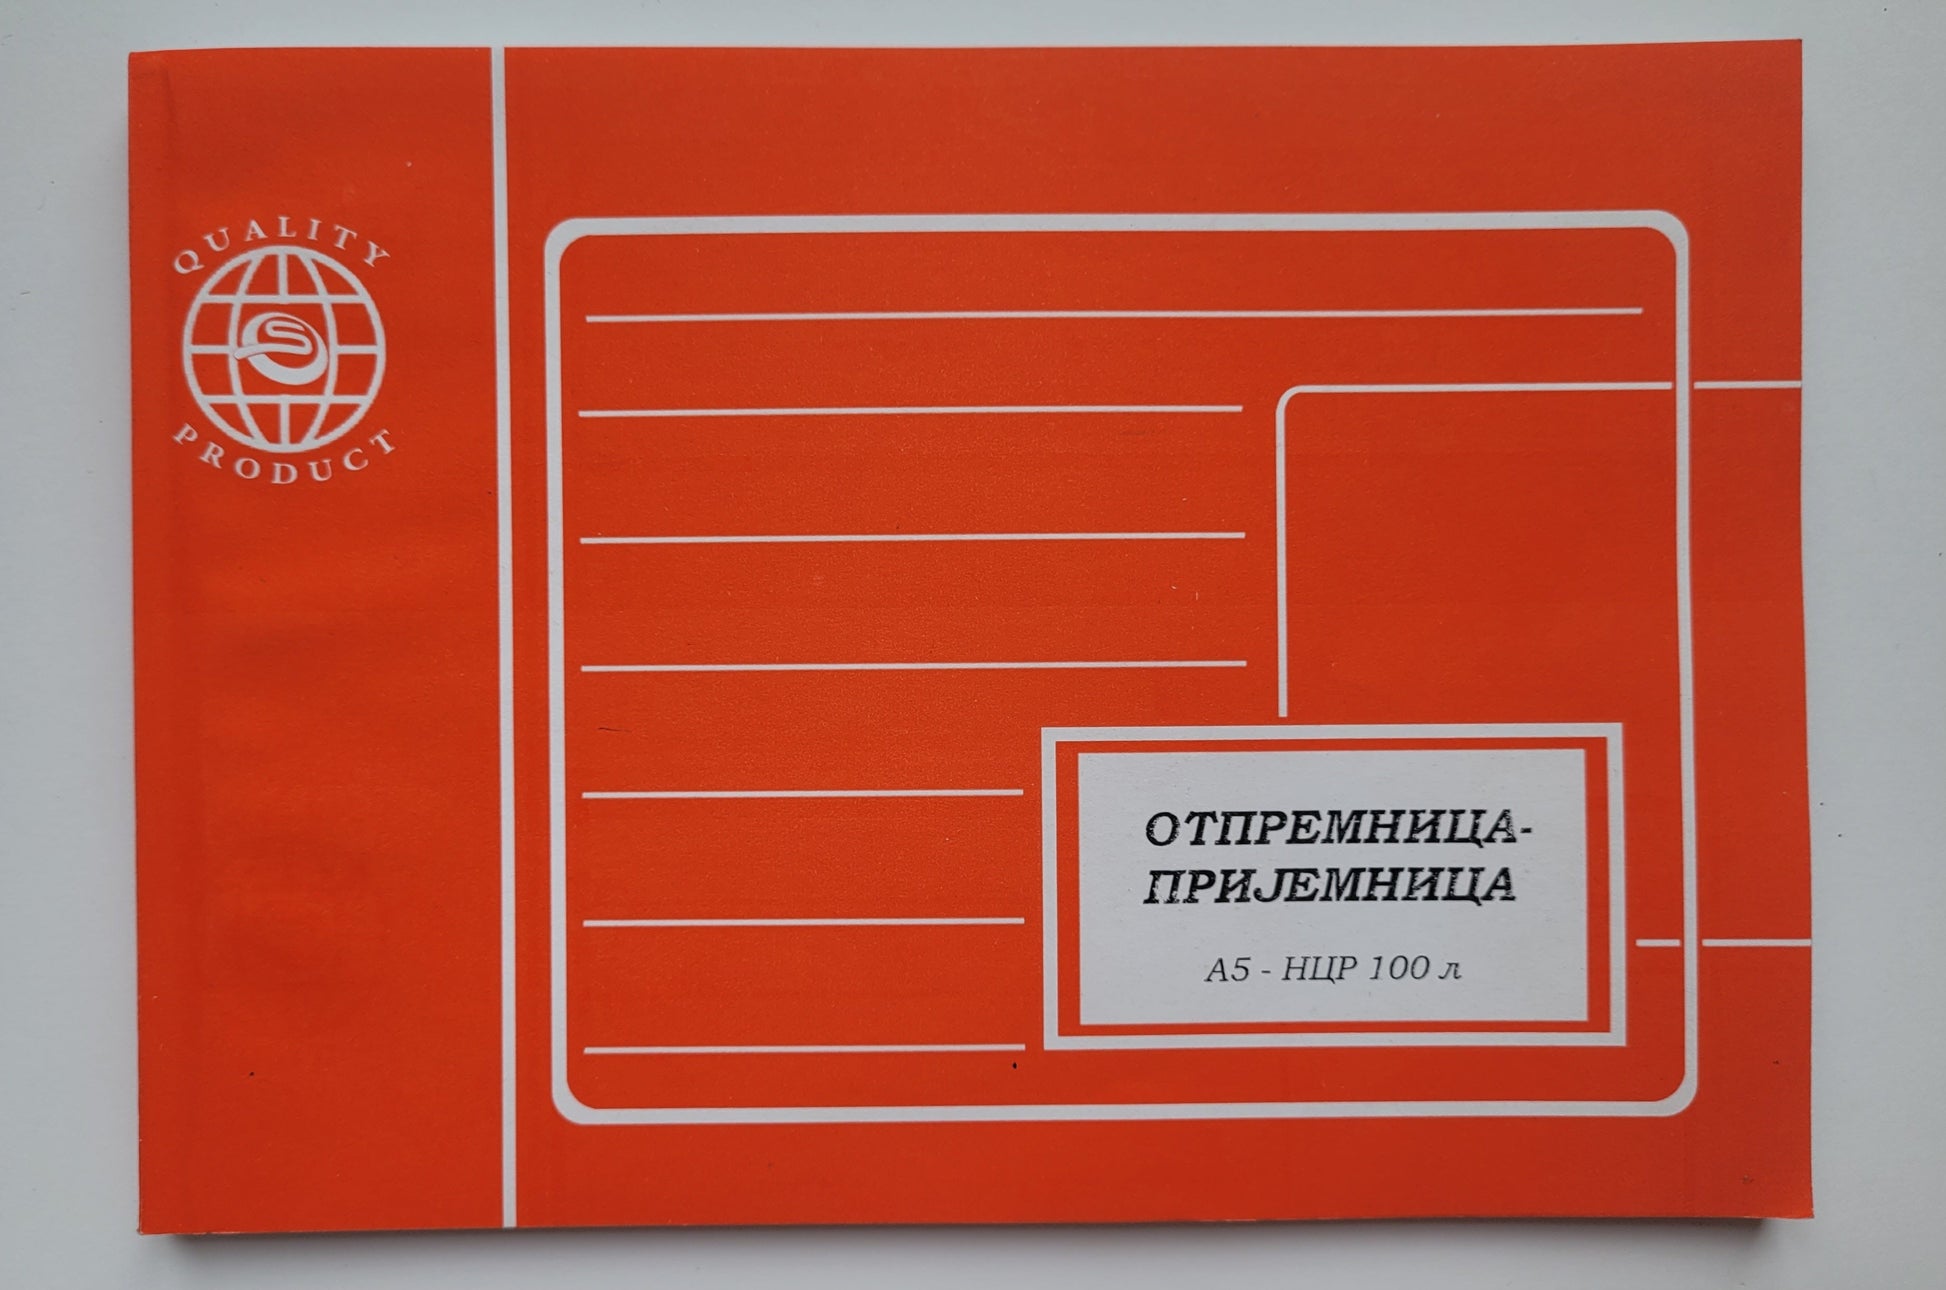 QUALITY
PRODUCT
ОТПРЕМНИЦА-
ПРИЈЕМНИЦА
А5 - НЦР 100 л